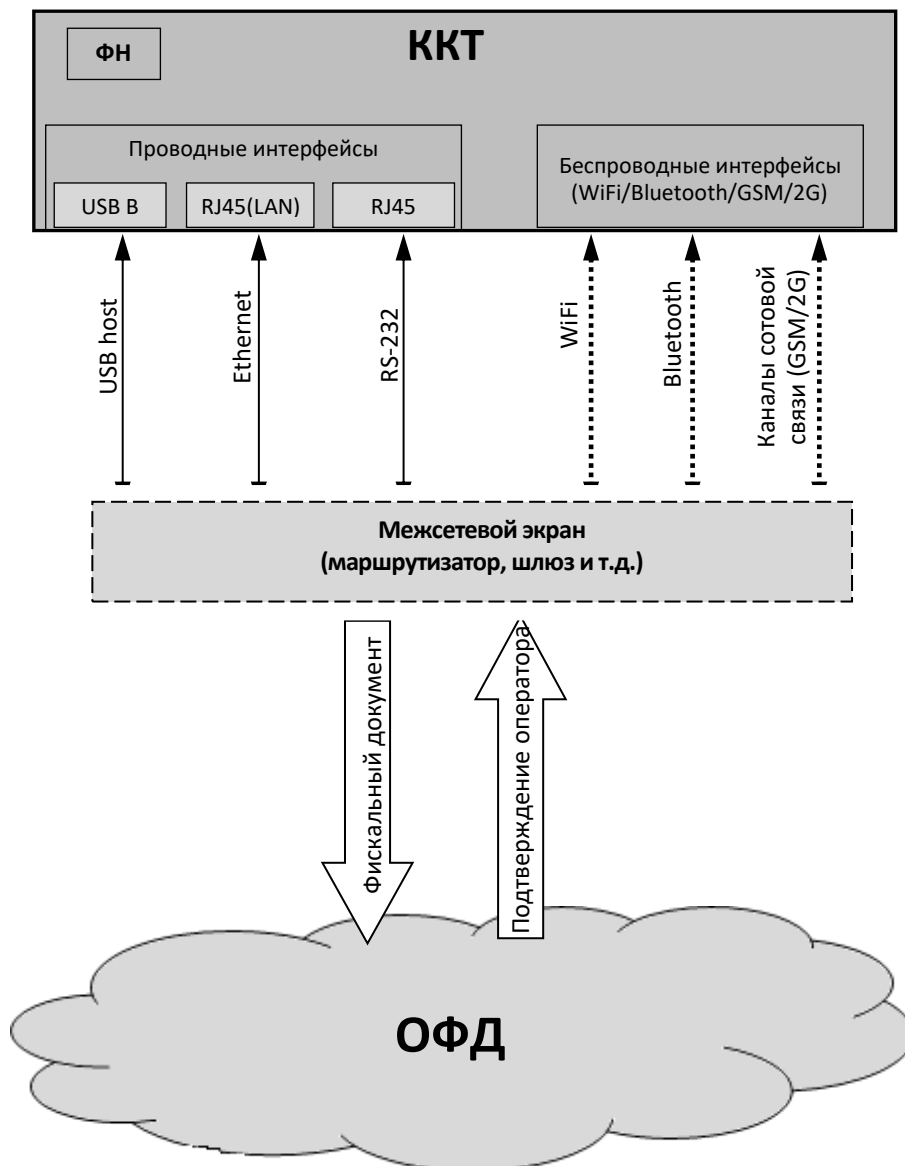 ККТ
ФН
Проводные интерфейсы
USB B
RJ45(LAN)
RJ45
Беспроводные интерфейсы
(WiFi/Bluetooth/GSM/2G)
USB host
Ethernet
RS-232
WiFi
Bluetooth
Каналы сотовой
связи (GSM/2G)
Межсетевой экран
(маршрутизатор, шлюз и т.д.)
Фискальный документ
Подтверждение оператора
ОФД